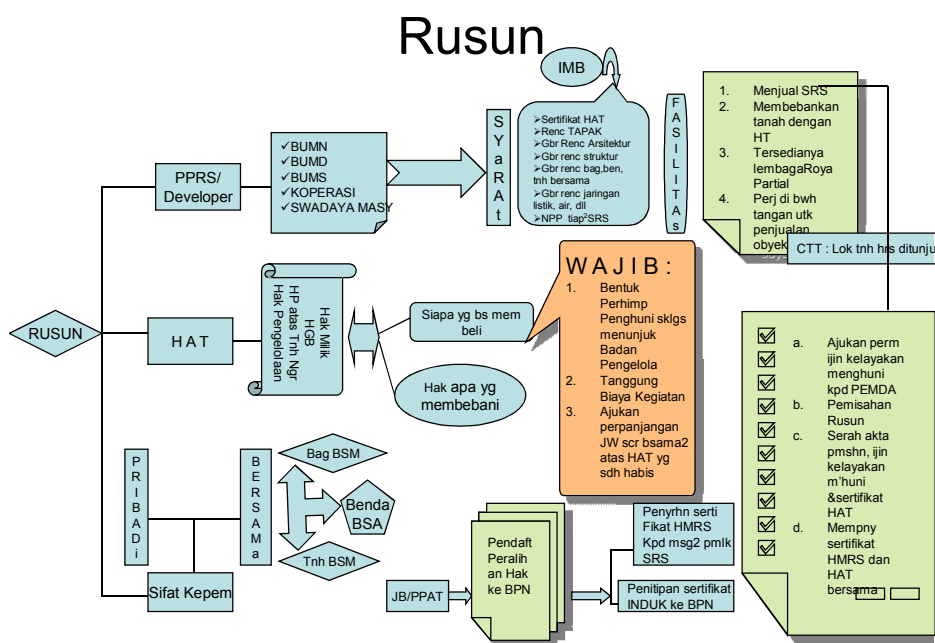 Rusun
IMB
PPRS/
Developer
✓BUMN
✓BUMD
✓BUMS
✓KOPERASI
✓SWADAYA MASY
SYaRAt
➢Sertifikat HAT
➢Renc TAPAK
➢Gbr Renc Arsitektur
➢Gbr renc struktur
➢Gbr renc bag,ben,
tnh bersama
➢Gbr renc jaringan
listik, air, dll
➢NPP tiap²SRS
FASILITAs
1. Menjual SRS
2. Membebankan
tanah dengan
HT
3. Tersedianya
lembagaRoya
Partial
4. Perj di bwh
tangan utk
penjualan
obyek
CTT : Lok tnh hrs ditunju
RUSUN
H A T
Hak Milik
HGB
HP atas Tnh Ngr
Hak Pengelolaan
Siapa yg bs mem
beli
Hak apa yg
membebani
W A J I B :
1. Bentuk
Perhimp
Penghuni sklgs
menunjuk
Badan
Pengelola
2. Tanggung
Biaya Kegiatan
3. Ajukan
perpanjangan
JW scr bsama2
atas HAT yg
sdh habis
a. Ajukan perm
ijin kelayakan
menghuni
kpd PEMDA
b. Pemisahan
Rusun
c. Serah akta
pmshn, ijin
kelayakan
m'huni
&sertifikat
HAT
d. Mempny
sertifikat
HMRS dan
HAT
bersama
PRIBADi
BERSAMa
Bag BSM
Benda
BSA
Tnh BSM
Sifat Kepem
JB/PPAT
Pendaft
Peralih
an Hak
ke BPN
Penyrhn serti
Fikat HMRS
Kpd msg2 pmlk
SRS
Penitipan sertifikat
INDUK ke BPN